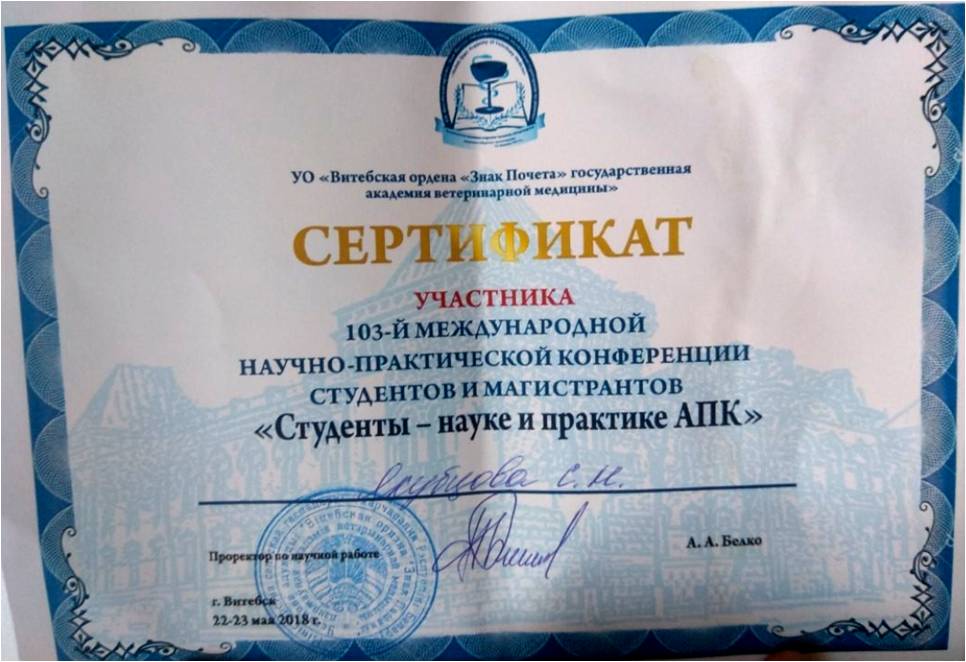 УО «Витебская ордена «Знак Почета» государственная
академия ветеринарной медицины»
СЕРТИФИКАТ
УЧАСТНИКА
103-Й МЕЖДУНАРОДНОЙ
НАУЧНО-ПРАКТИЧЕСКОЙ КОНФЕРЕНЦИИ
СТУДЕНТОВ И МАГИСТРАНТОВ
«Студенты – науке и практике АПК»
Якубцова С.Н.
Проректор по научной работе
А. А. Белко
г. Витебск
22-23 мая 2018 г.